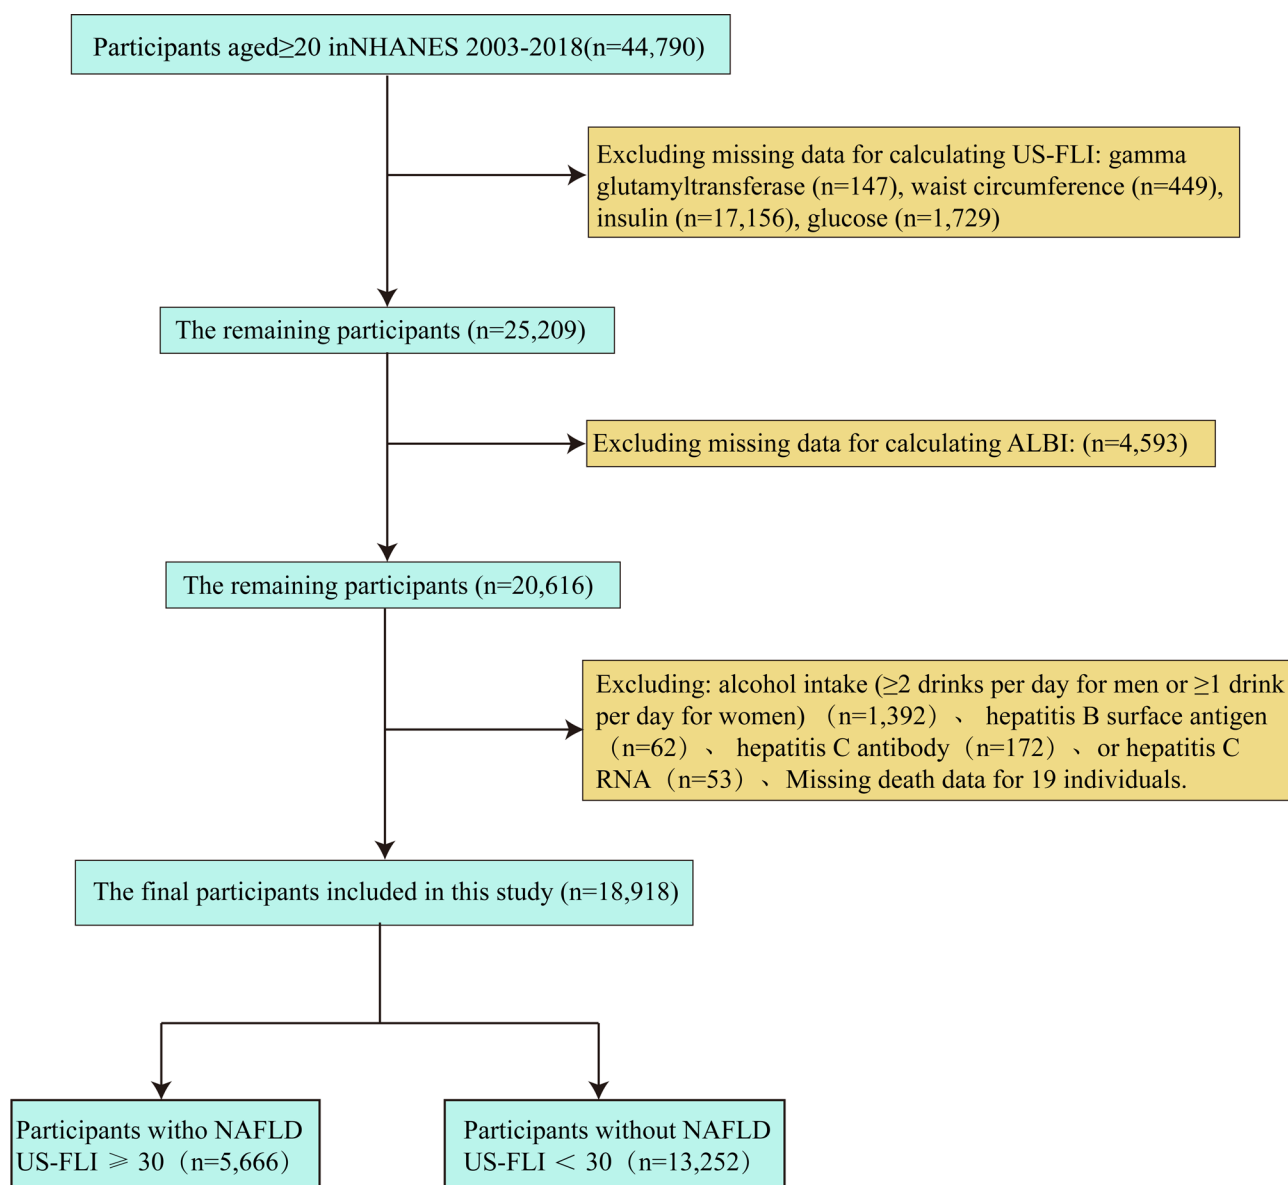 Participants aged≥20 inNHANES 2003-2018(n=44,790)
Excluding missing data for calculating US-FLI: gamma
glutamyltransferase (n=147), waist circumference (n=449),
insulin (n=17,156), glucose (n=1,729)
The remaining participants (n=25,209)
Excluding missing data for calculating ALBI: (n=4,593)
The remaining participants (n=20,616)
Excluding: alcohol intake (≥2 drinks per day for men or ≥1 drink
per day for women) （n=1,392）、 hepatitis B surface antigen
（n=62）、 hepatitis C antibody（n=172）、or hepatitis C
RNA（n=53）、Missing death data for 19 individuals.
The final participants included in this study (n=18,918)
Participants witho NAFLD
US-FLI ⩾ 30（n=5,666）
Participants without NAFLD
US-FLI < 30（n=13,252）